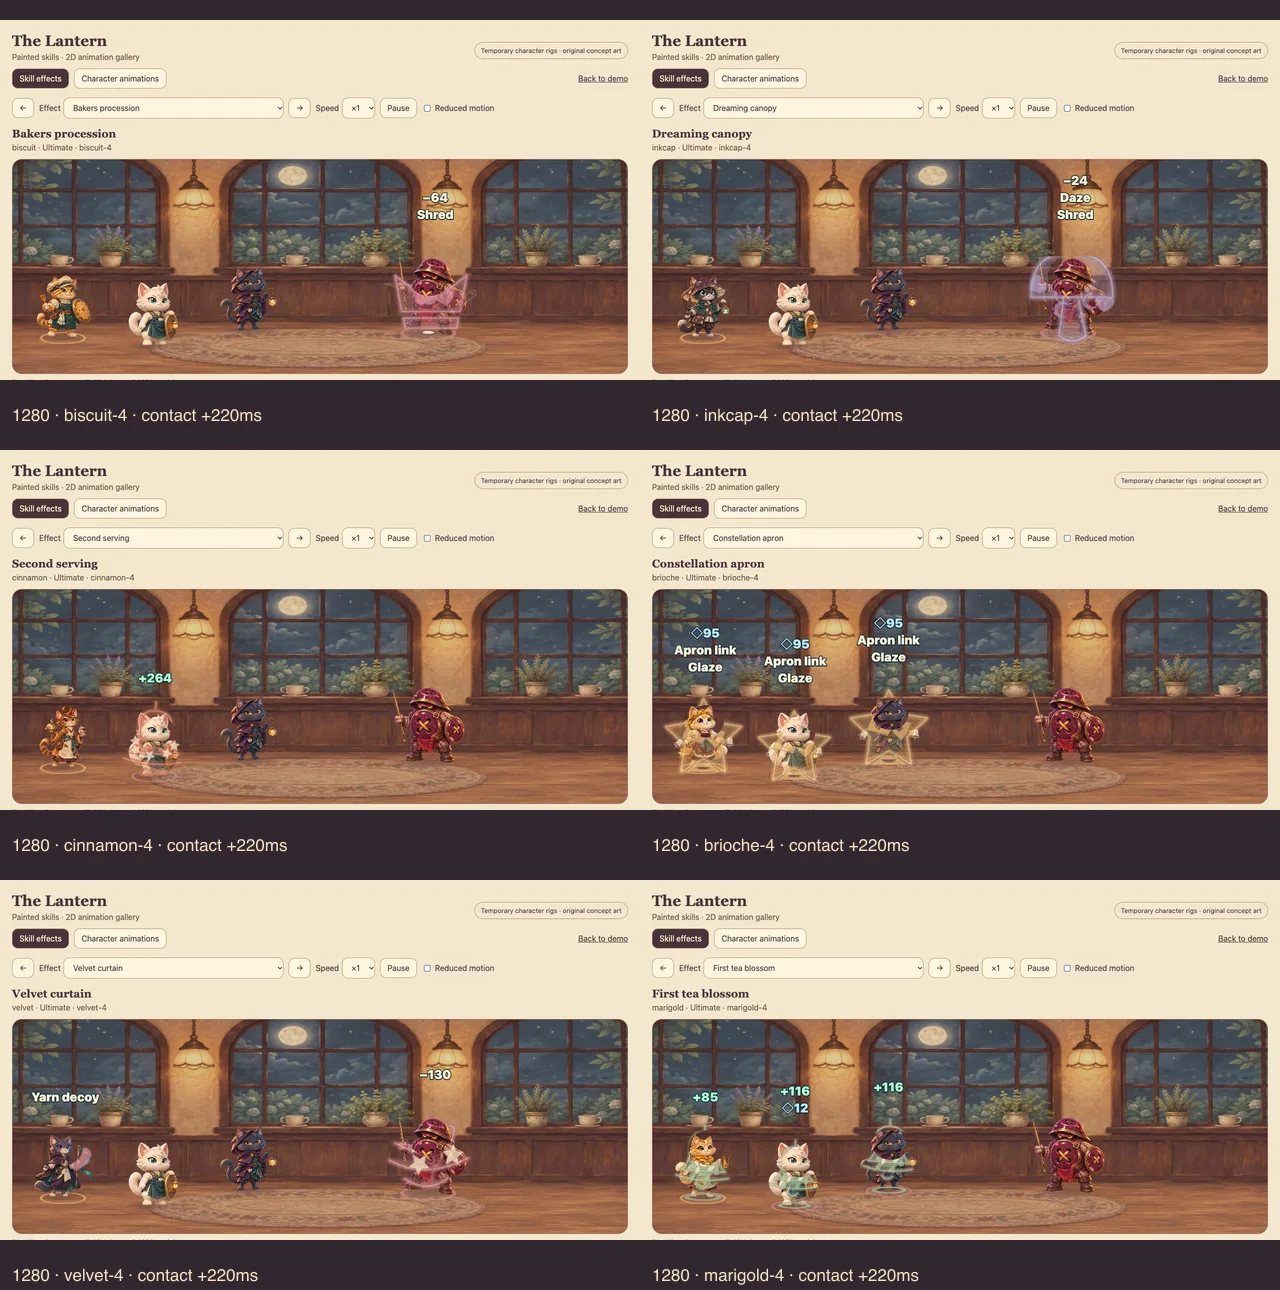 The Lantern
Painted skills · 2D animation gallery
Temporary character rigs · original concept art
Skill effects
Character animations
Back to demo
← Effect Bakers procession → Speed ×1 Pause Reduced motion
Bakers procession
biscuit · Ultimate · biscuit-4
−64
Shred
1280 · biscuit-4 · contact +220ms
The Lantern
Painted skills · 2D animation gallery
Temporary character rigs · original concept art
Skill effects
Character animations
Back to demo
← Effect Dreaming canopy → Speed ×1 Pause Reduced motion
Dreaming canopy
inkcap · Ultimate · inkcap-4
−24
Daze
Shred
1280 · inkcap-4 · contact +220ms
The Lantern
Painted skills · 2D animation gallery
Temporary character rigs · original concept art
Skill effects
Character animations
Back to demo
← Effect Second serving → Speed ×1 Pause Reduced motion
Second serving
cinnamon · Ultimate · cinnamon-4
+264
1280 · cinnamon-4 · contact +220ms
The Lantern
Painted skills · 2D animation gallery
Temporary character rigs · original concept art
Skill effects
Character animations
Back to demo
← Effect Constellation apron → Speed ×1 Pause Reduced motion
Constellation apron
brioche · Ultimate · brioche-4
◇95
Apron link
Glaze
◇95
Apron link
Glaze
◇95
Apron link
Glaze
1280 · brioche-4 · contact +220ms
The Lantern
Painted skills · 2D animation gallery
Temporary character rigs · original concept art
Skill effects
Character animations
Back to demo
← Effect Velvet curtain → Speed ×1 Pause Reduced motion
Velvet curtain
velvet · Ultimate · velvet-4
Yarn decoy
−130
1280 · velvet-4 · contact +220ms
The Lantern
Painted skills · 2D animation gallery
Temporary character rigs · original concept art
Skill effects
Character animations
Back to demo
← Effect First tea blossom → Speed ×1 Pause Reduced motion
First tea blossom
marigold · Ultimate · marigold-4
+85
+116
◇12
+116
1280 · marigold-4 · contact +220ms